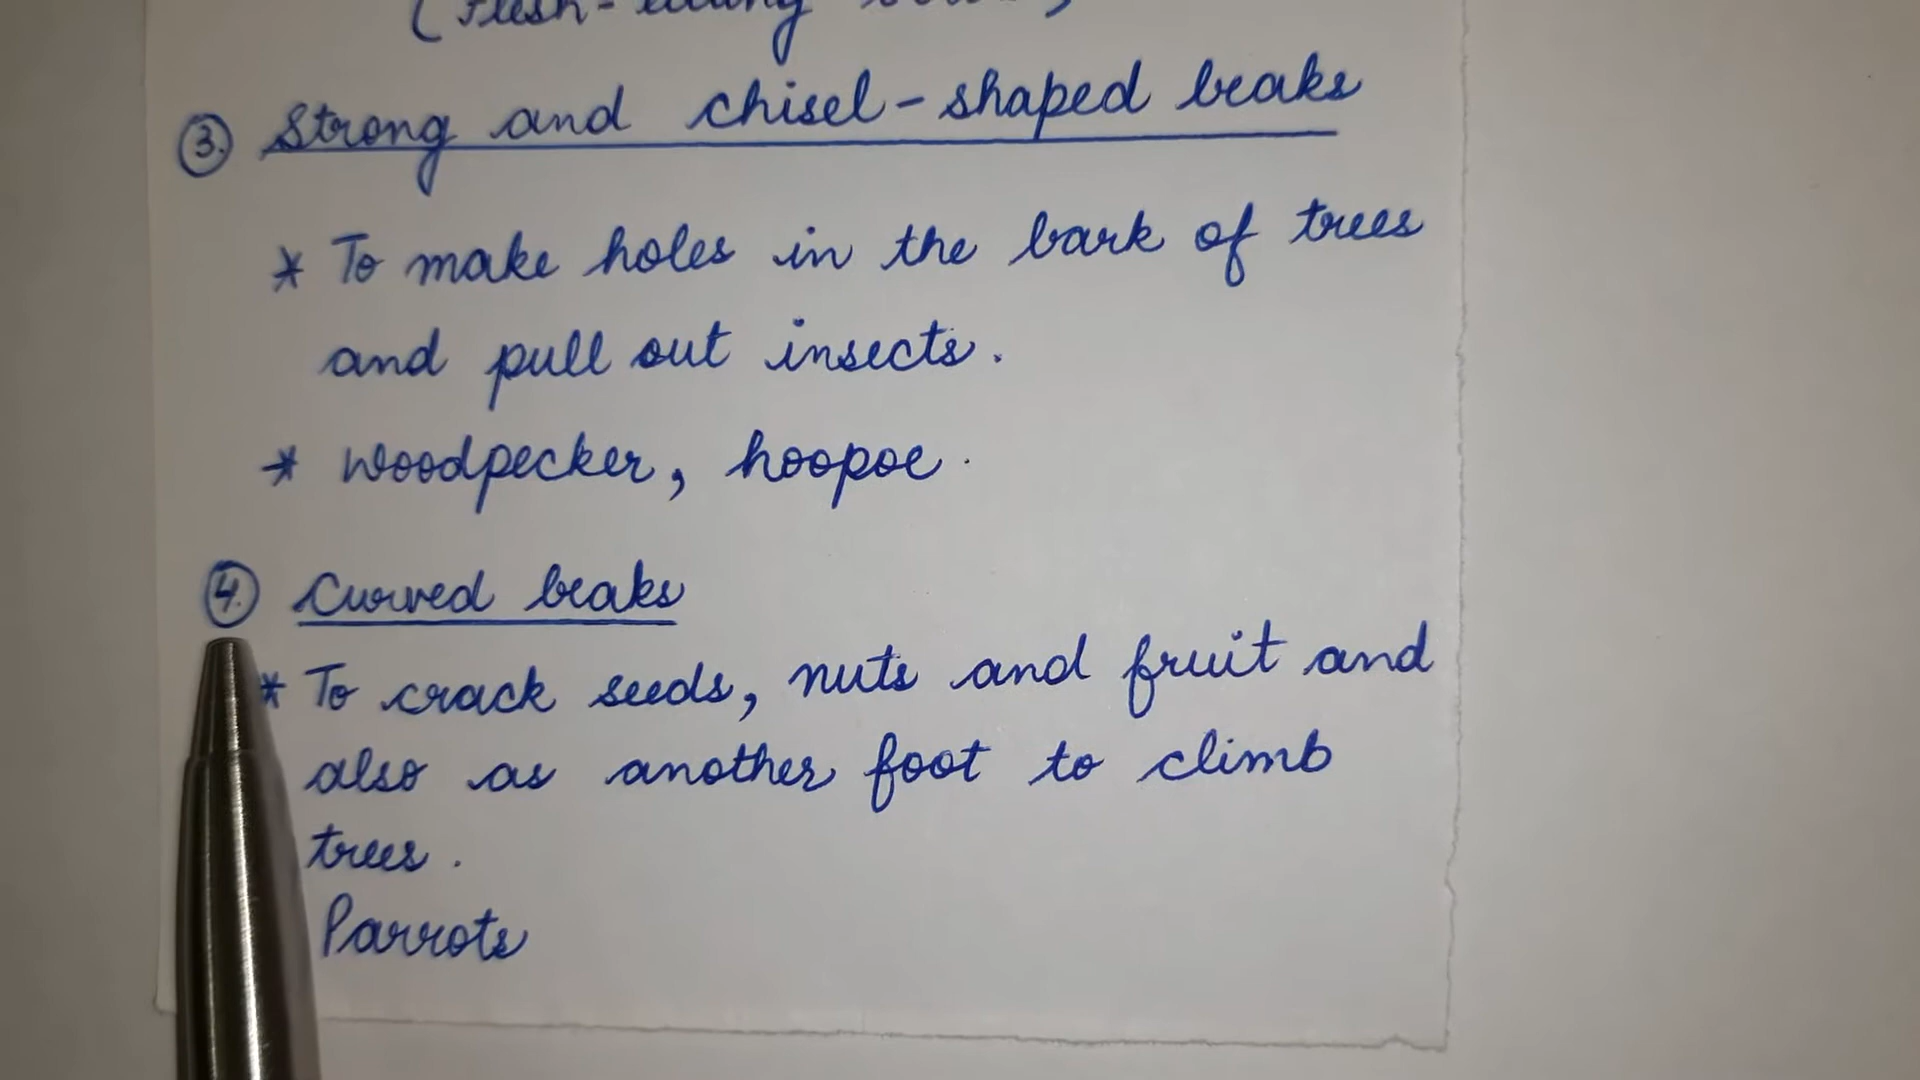 (Flesh-eating
3. Strong and chisel-shaped beaks
* To make holes in the bark of trees
and pull out insects.
* Woodpecker, hoopoe.
4. Curved beaks
* To crack seeds, nuts and fruit and
also as another foot to climb
trees.
Parrots